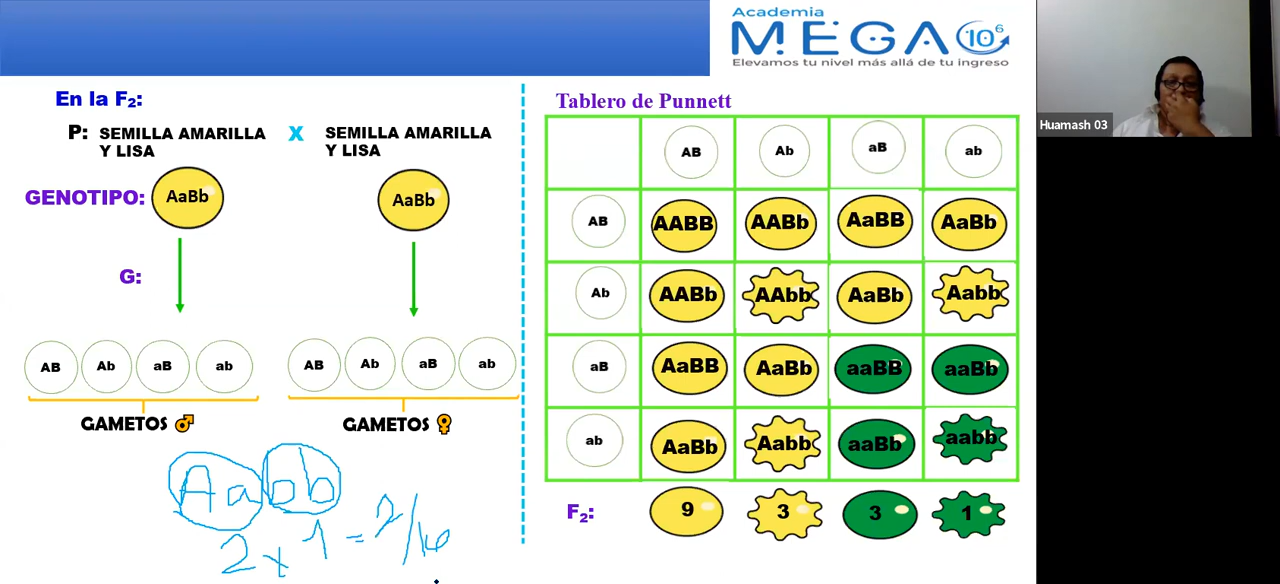 Academia
MEGA 10⁶
Elevamos tu nivel más allá de tu ingreso
Huamash 03
En la F₂:
P: SEMILLA AMARILLA Y LISA X SEMILLA AMARILLA Y LISA
GENOTIPO: AaBb AaBb
G:
AB Ab aB ab AB Ab aB ab
GAMETOS ♂ GAMETOS ♀
Aabb
2 x 1 = 2/16
Tablero de Punnett
AB Ab aB ab
AB AABB AABb AaBB AaBb
Ab AABb AAbb AaBb Aabb
aB AaBB AaBb aaBB aaBb
ab AaBb Aabb aaBb aabb
F₂: 9 3 3 1